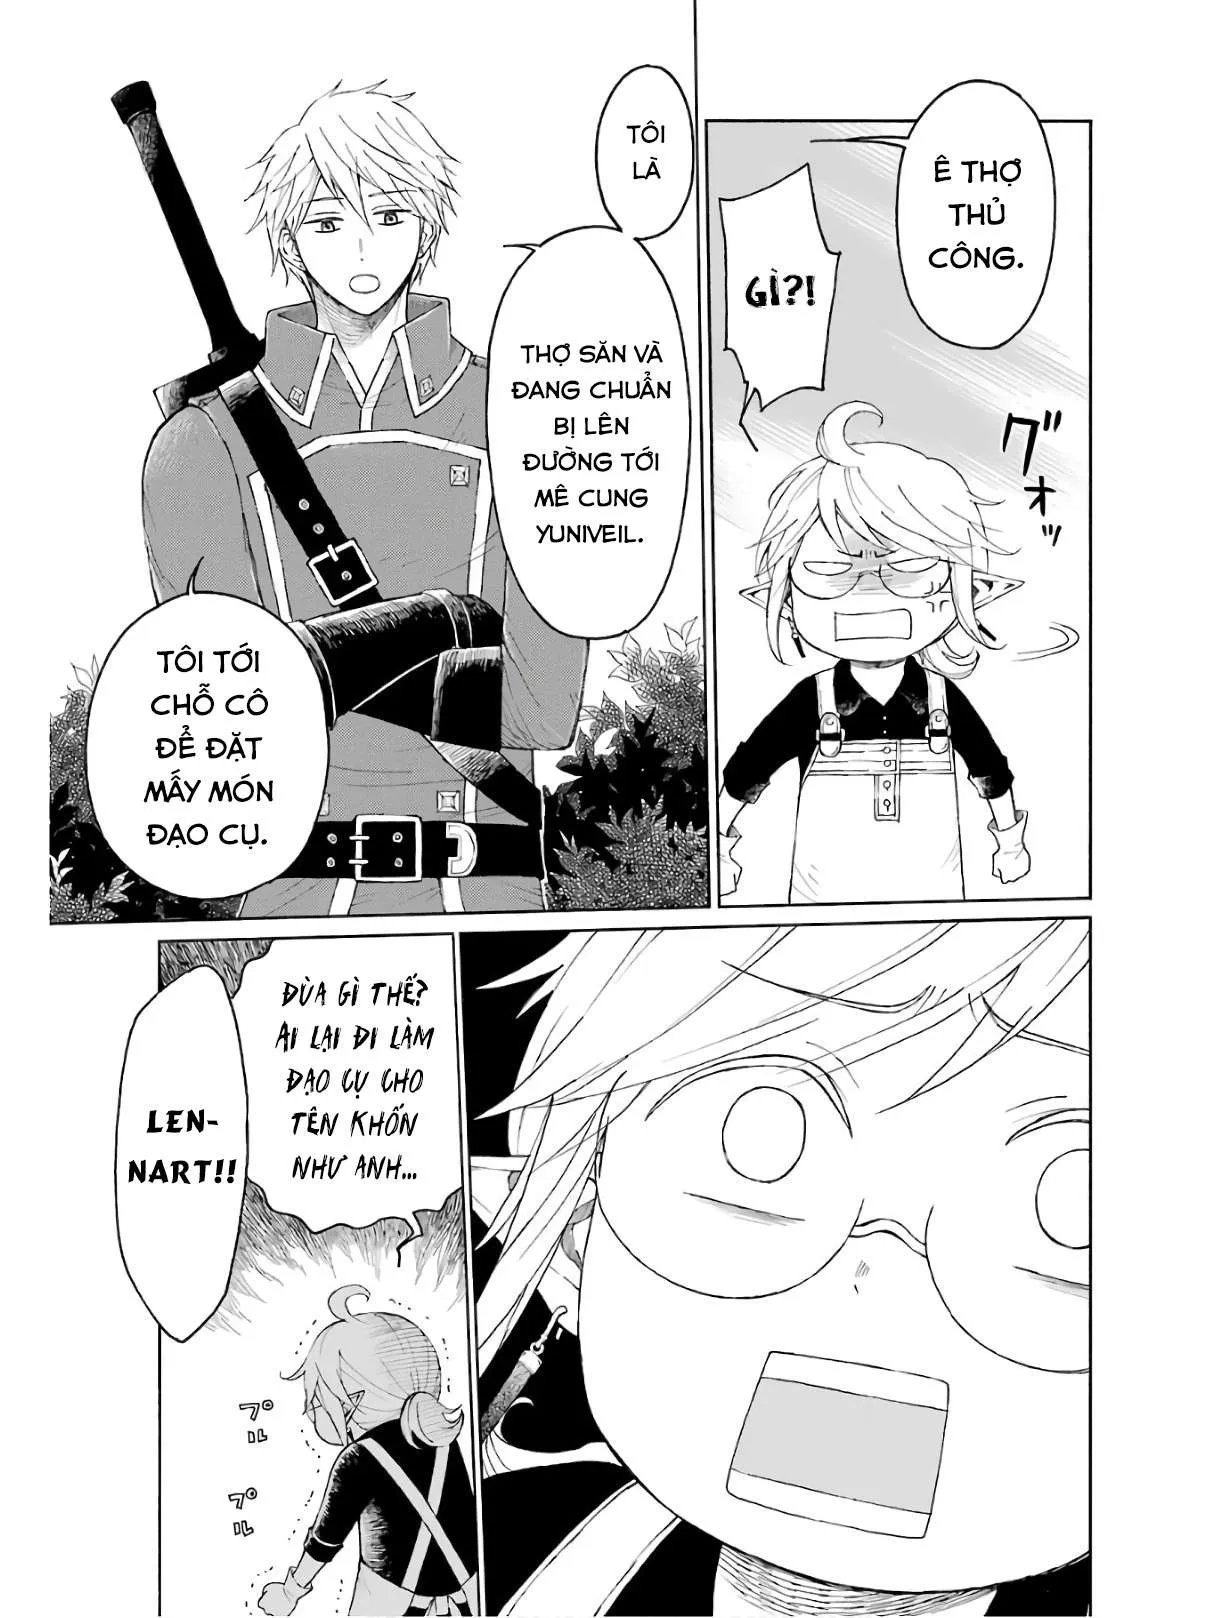 Ê THỢ
THỦ
CÔNG.
GÌ?!
グォッ
TÔI
LÀ
THỢ SĂN VÀ
ĐANG CHUẨN
BỊ LÊN
ĐƯỜNG TỚI
MÊ CUNG
YUNIVEIL.
TÔI TỚI
CHỖ CÔ
ĐỂ ĐẶT
MẤY MÓN
ĐẠO CỤ.
ĐÙA GÌ THẾ?
AI LẠI ĐI LÀM
ĐẠO CỤ CHO
TÊN KHỐN
NHƯ ANH...
LEN-
NART!!
プル
プル